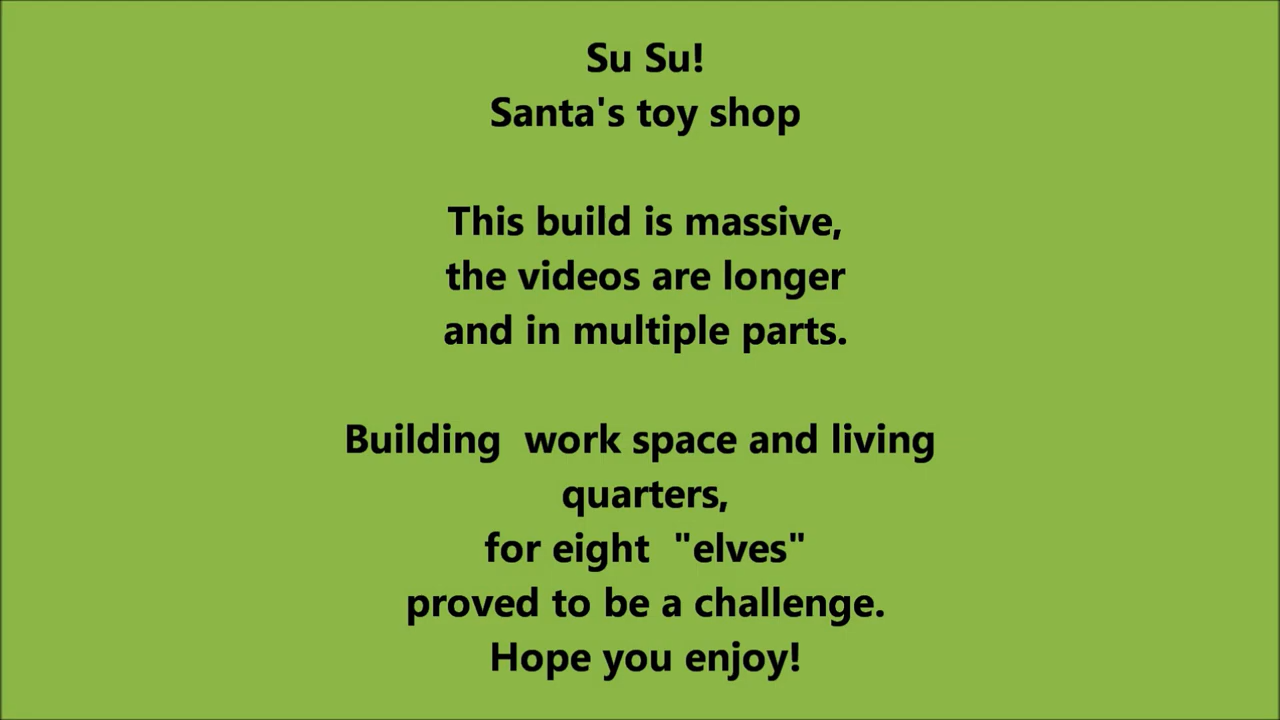 Su Su!
Santa's toy shop
This build is massive,
the videos are longer
and in multiple parts.
Building  work space and living
quarters,
for eight  "elves"
proved to be a challenge.
Hope you enjoy!